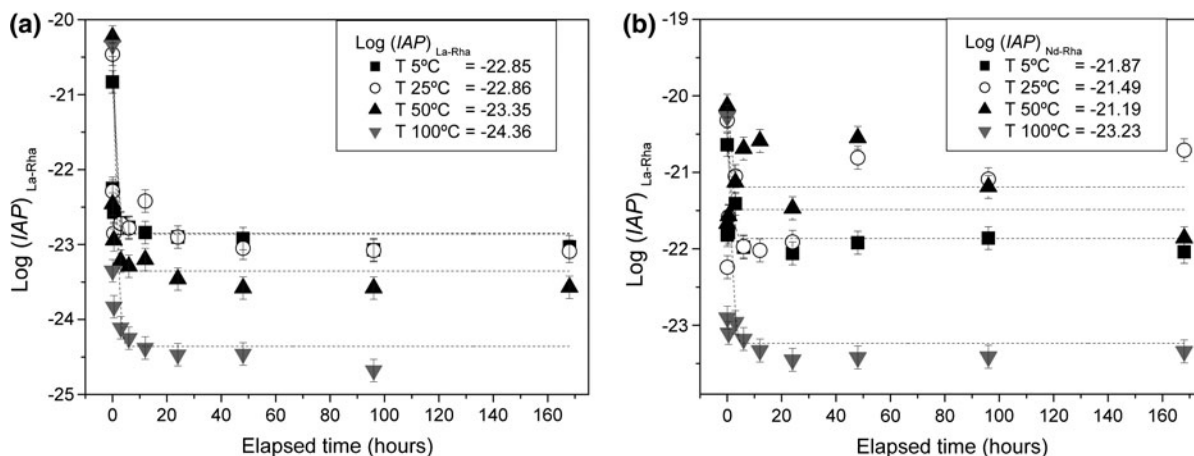 (a)
-20
-21
-22
-23
-24
-25
Log (IAP) La-Rha
Log (IAP) La-Rha
T 5ºC = -22.85
T 25ºC = -22.86
T 50ºC = -23.35
T 100ºC = -24.36
0 20 40 60 80 100 120 140 160
Elapsed time (hours)
(b)
-19
-20
-21
-22
-23
Log (IAP) La-Rha
Log (IAP) Nd-Rha
T 5ºC = -21.87
T 25ºC = -21.49
T 50ºC = -21.19
T 100ºC = -23.23
0 20 40 60 80 100 120 140 160
Elapsed time (hours)